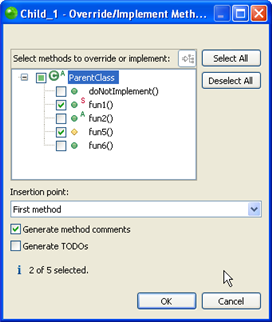 Child_1 - Override/Implement Meth...
Select methods to override or implement:
Select All
Deselect All
C A ParentClass
doNotImplement()
S fun1()
A fun2()
fun5()
fun6()
Insertion point:
First method
Generate method comments
Generate TODOs
i 2 of 5 selected.
OK Cancel